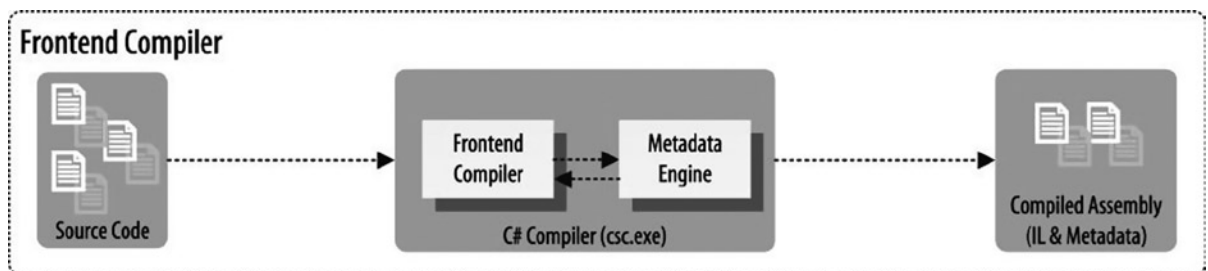 Frontend Compiler
Source Code
Frontend
Compiler
Metadata
Engine
C# Compiler (csc.exe)
Compiled Assembly
(IL & Metadata)